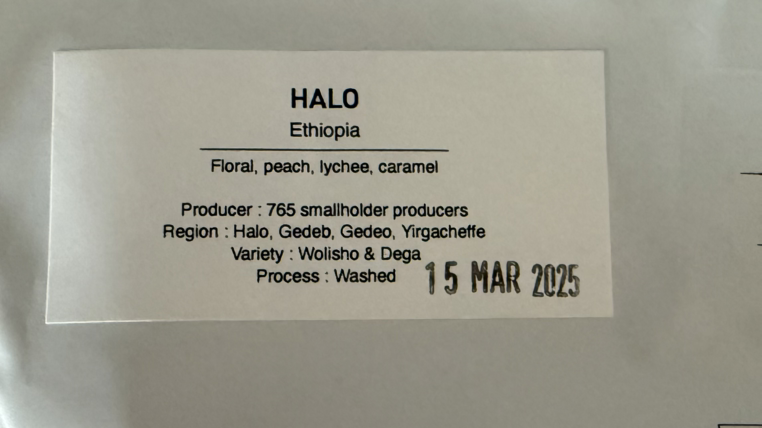 HALO
Ethiopia
Floral, peach, lychee, caramel
Producer : 765 smallholder producers
Region : Halo, Gedeb, Gedeo, Yirgacheffe
Variety : Wolisho & Dega
Process : Washed
15 MAR 2025